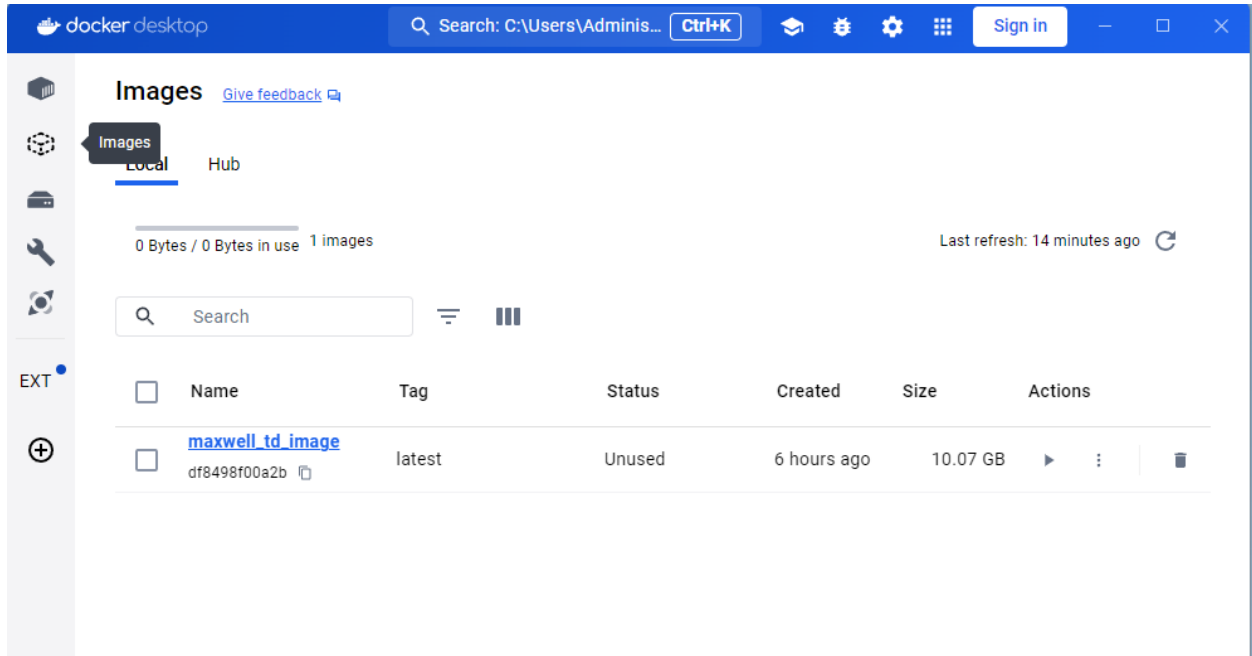 docker desktop Search: C:\Users\Adminis... Ctrl+K Sign in
Images Give feedback
Images
Local Hub
0 Bytes / 0 Bytes in use 1 images Last refresh: 14 minutes ago
Search
EXT
Name Tag Status Created Size Actions
maxwell_td_image
latest Unused 6 hours ago 10.07 GB
df8498f00a2b